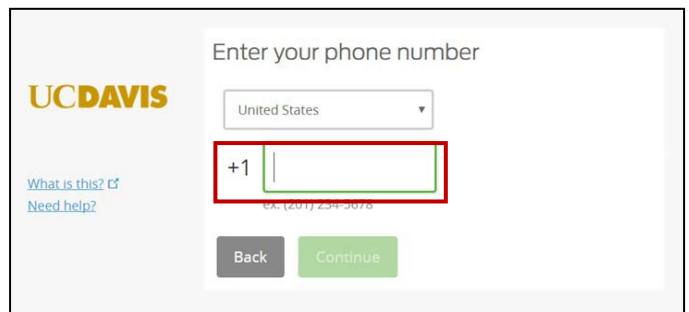 Enter your phone number
UCDAVIS
United States
+1
What is this?
Need help?
ex. (201) 234-5678
Back
Continue